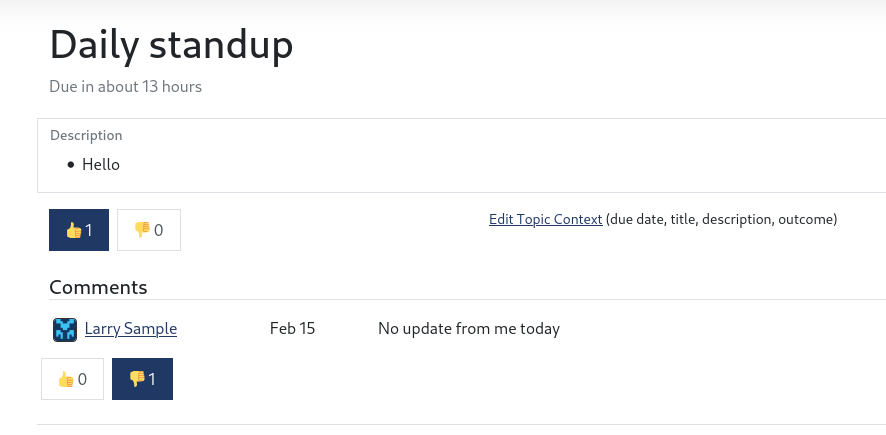 Daily standup
Due in about 13 hours
Description
• Hello
👍 1 👎 0 Edit Topic Context (due date, title, description, outcome)
Comments
Larry Sample Feb 15 No update from me today
👍 0 👎 1